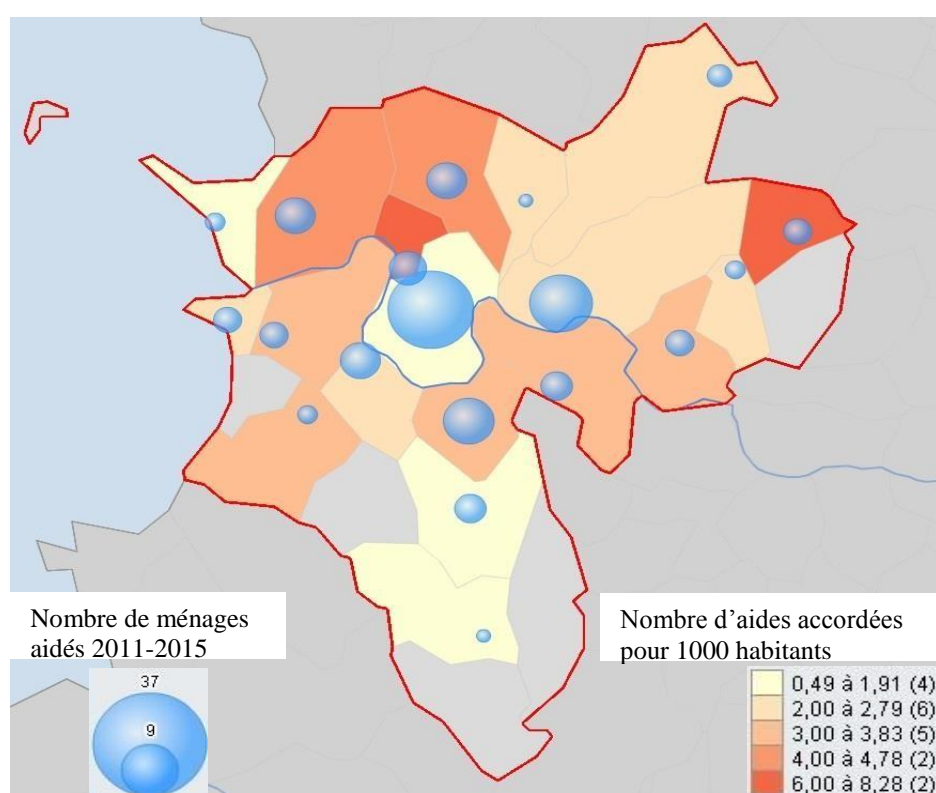 Nombre de ménages
aidés 2011-2015
37
9
Nombre d'aides accordées
pour 1000 habitants
0,49 à 1,91 (4)
2,00 à 2,79 (6)
3,00 à 3,83 (5)
4,00 à 4,78 (2)
6,00 à 8,28 (2)